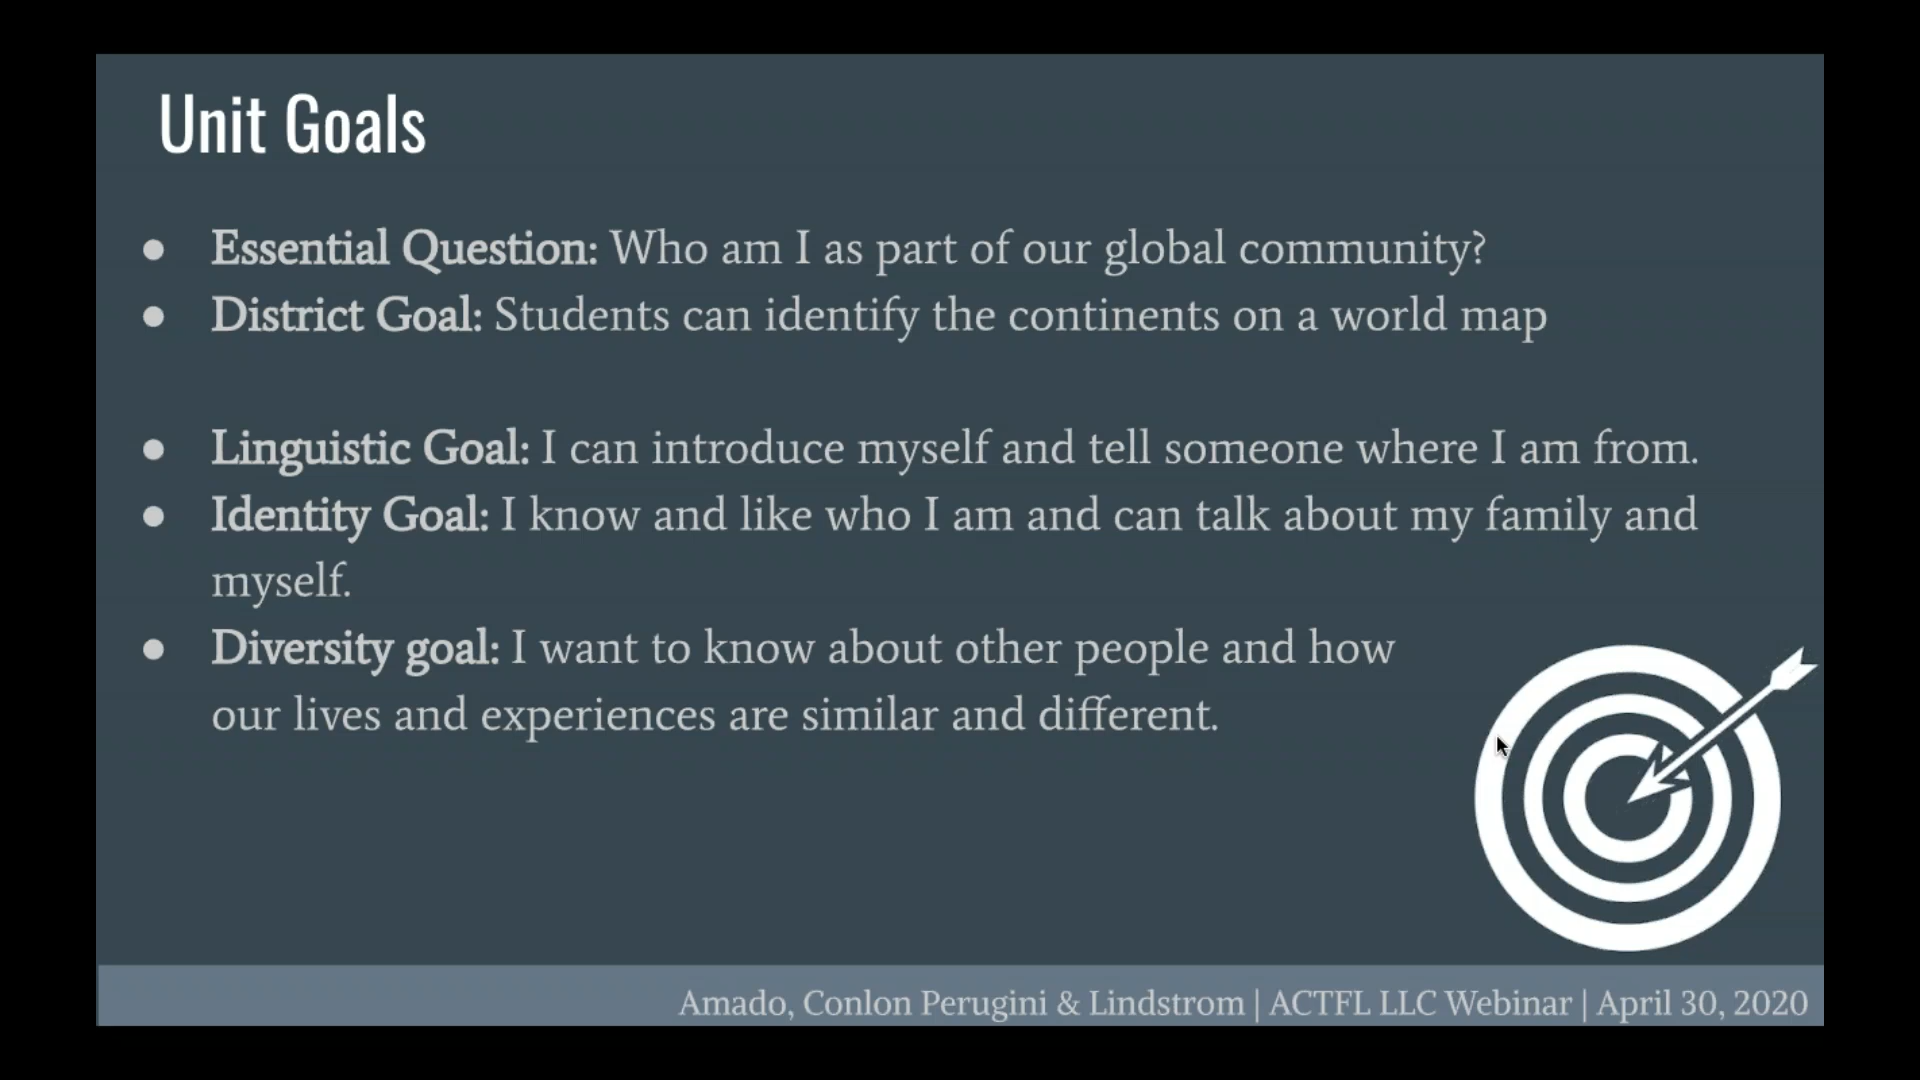 Unit Goals
● Essential Question: Who am I as part of our global community?
● District Goal: Students can identify the continents on a world map
● Linguistic Goal: I can introduce myself and tell someone where I am from.
● Identity Goal: I know and like who I am and can talk about my family and
myself.
● Diversity goal: I want to know about other people and how
our lives and experiences are similar and different.
Amado, Conlon Perugini & Lindstrom | ACTFL LLC Webinar | April 30, 2020